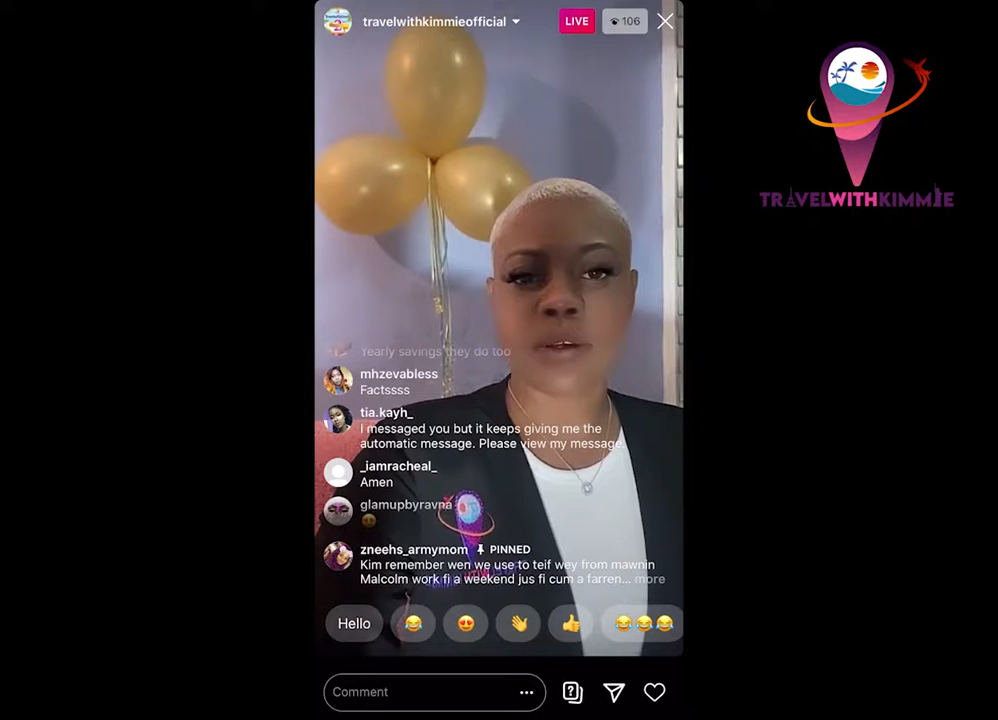 travelwithkimmieofficial
LIVE
106
TRAVELWITHKIMMIE
Yearly savings they do too
mhzevabless
Factssss
tia.kayh_
I messaged you but it keeps giving me the
automatic message. Please view my message.
_iamracheal_
Amen
glamupbyravna
😍
zneehs_armymom PINNED
Kim remember wen we use to teif wey from mawnin
Malcolm work fi a weekend jus fi cum a farren... more
Hello 😂 😍 👋 👍 😂😂😂
Comment